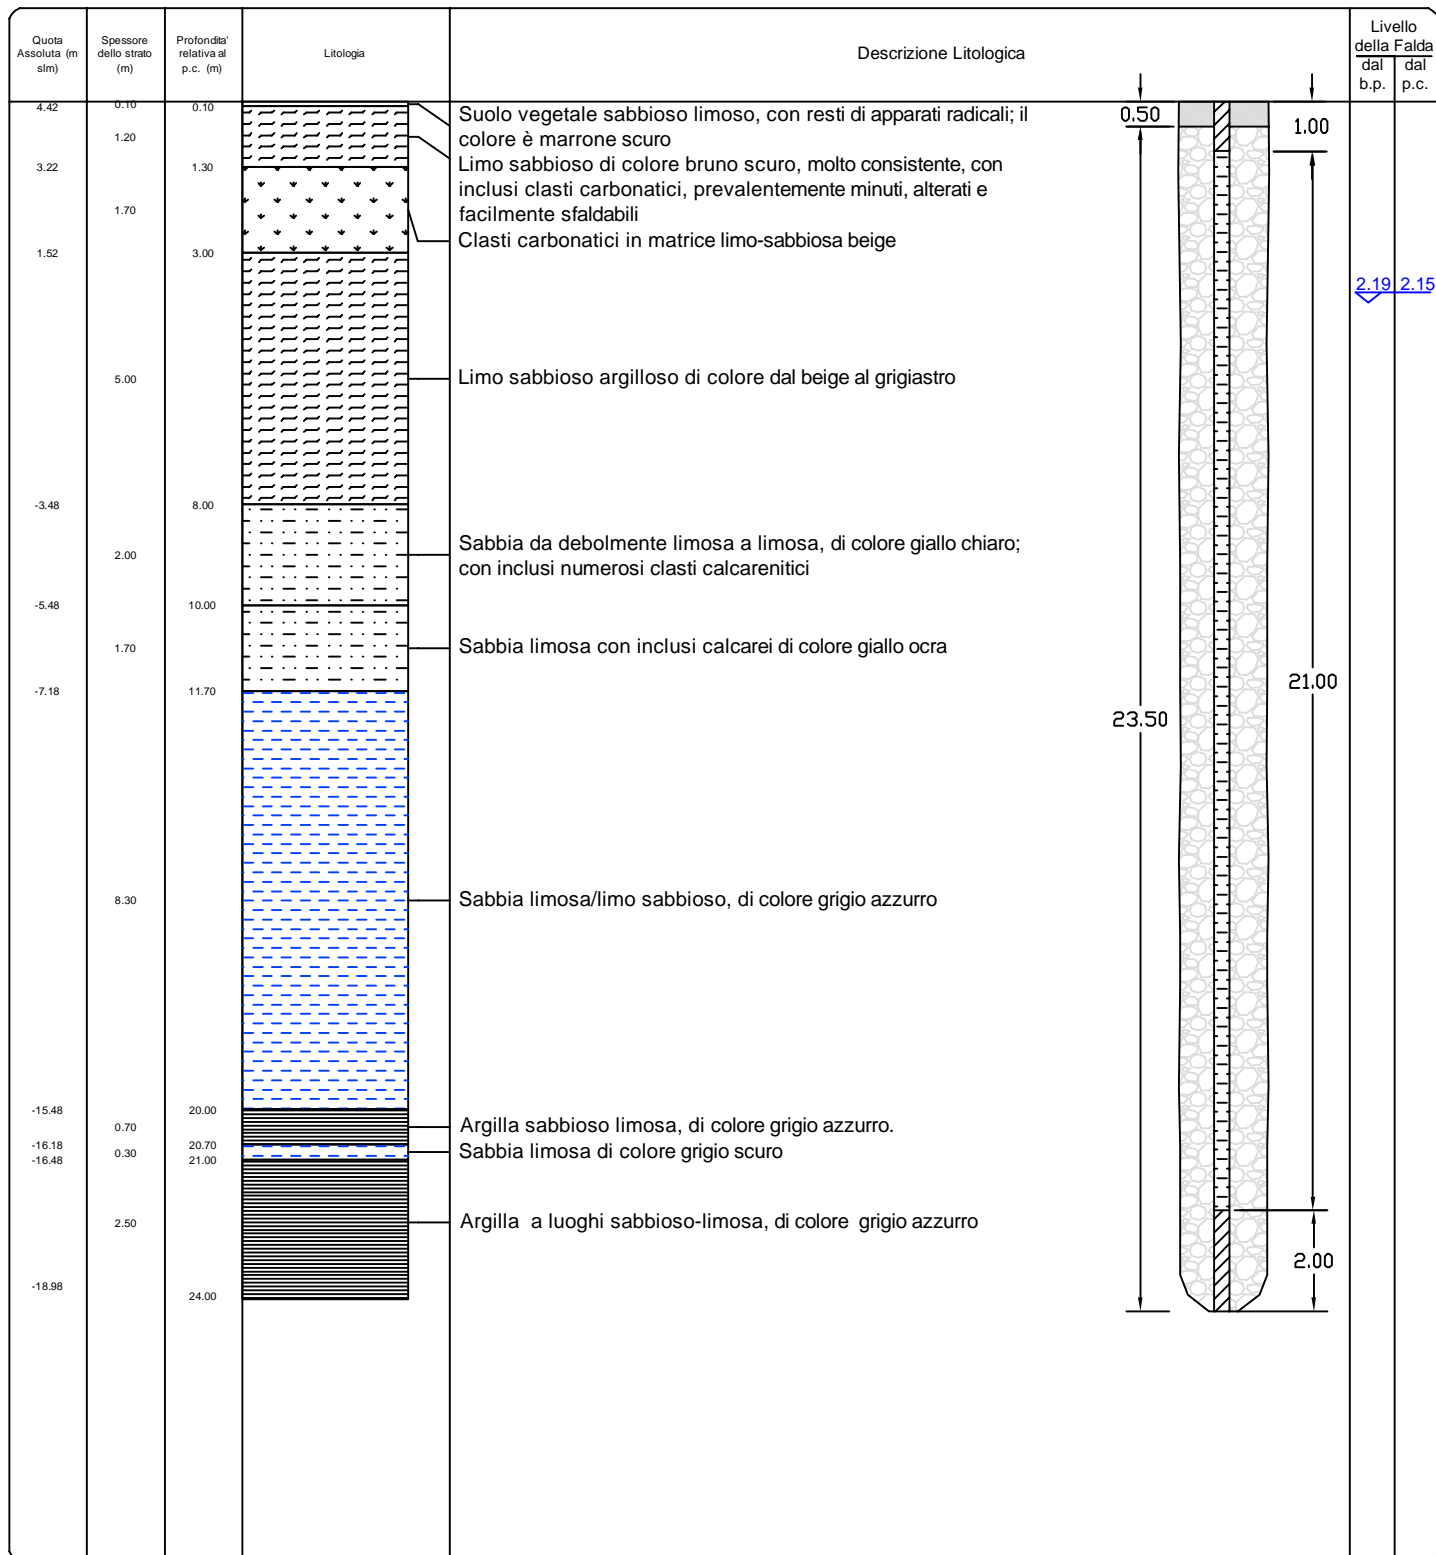 Quota
Assoluta (m
slm)
Spessore
dello strato
(m)
Profondita'
relativa al
p.c. (m)
Litologia
Descrizione Litologica
Livello
della Falda
dal
b.p.
dal
p.c.
4.42
0.10
0.10
Suolo vegetale sabbioso limoso, con resti di apparati radicali; il
colore è marrone scuro
0.50
1.00
1.20
Limo sabbioso di colore bruno scuro, molto consistente, con
inclusi clasti carbonatici, prevalentemente minuti, alterati e
facilmente sfaldabili
3.22
1.30
1.70
Clasti carbonatici in matrice limo-sabbiosa beige
1.52
3.00
2.19
2.15
5.00
Limo sabbioso argilloso di colore dal beige al grigiastro
-3.48
8.00
2.00
Sabbia da debolmente limosa a limosa, di colore giallo chiaro;
con inclusi numerosi clasti calcarenitici
-5.48
10.00
1.70
Sabbia limosa con inclusi calcarei di colore giallo ocra
-7.18
11.70
21.00
23.50
8.30
Sabbia limosa/limo sabbioso, di colore grigio azzurro
-15.48
20.00
0.70
Argilla sabbioso limosa, di colore grigio azzurro.
-16.18
20.70
0.30
Sabbia limosa di colore grigio scuro
-16.48
21.00
2.50
Argilla a luoghi sabbioso-limosa, di colore grigio azzurro
2.00
-18.98
24.00